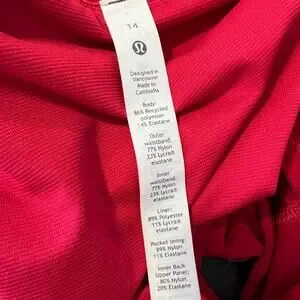 14
Designed in
Vancouver
Made in
Cambodia
Body:
86% Recycled
polyester
14% Elastane
Outer
waistband:
77% Nylon
23% Lycra®
elastane
Inner
waistband:
77% Nylon
23% Lycra®
elastane
Liner:
89% Polyester
11% Lycra®
elastane
Pocket lining:
89% Nylon
11% Elastane
Inner Back
Upper Panel:
80% Nylon
20% Elastane